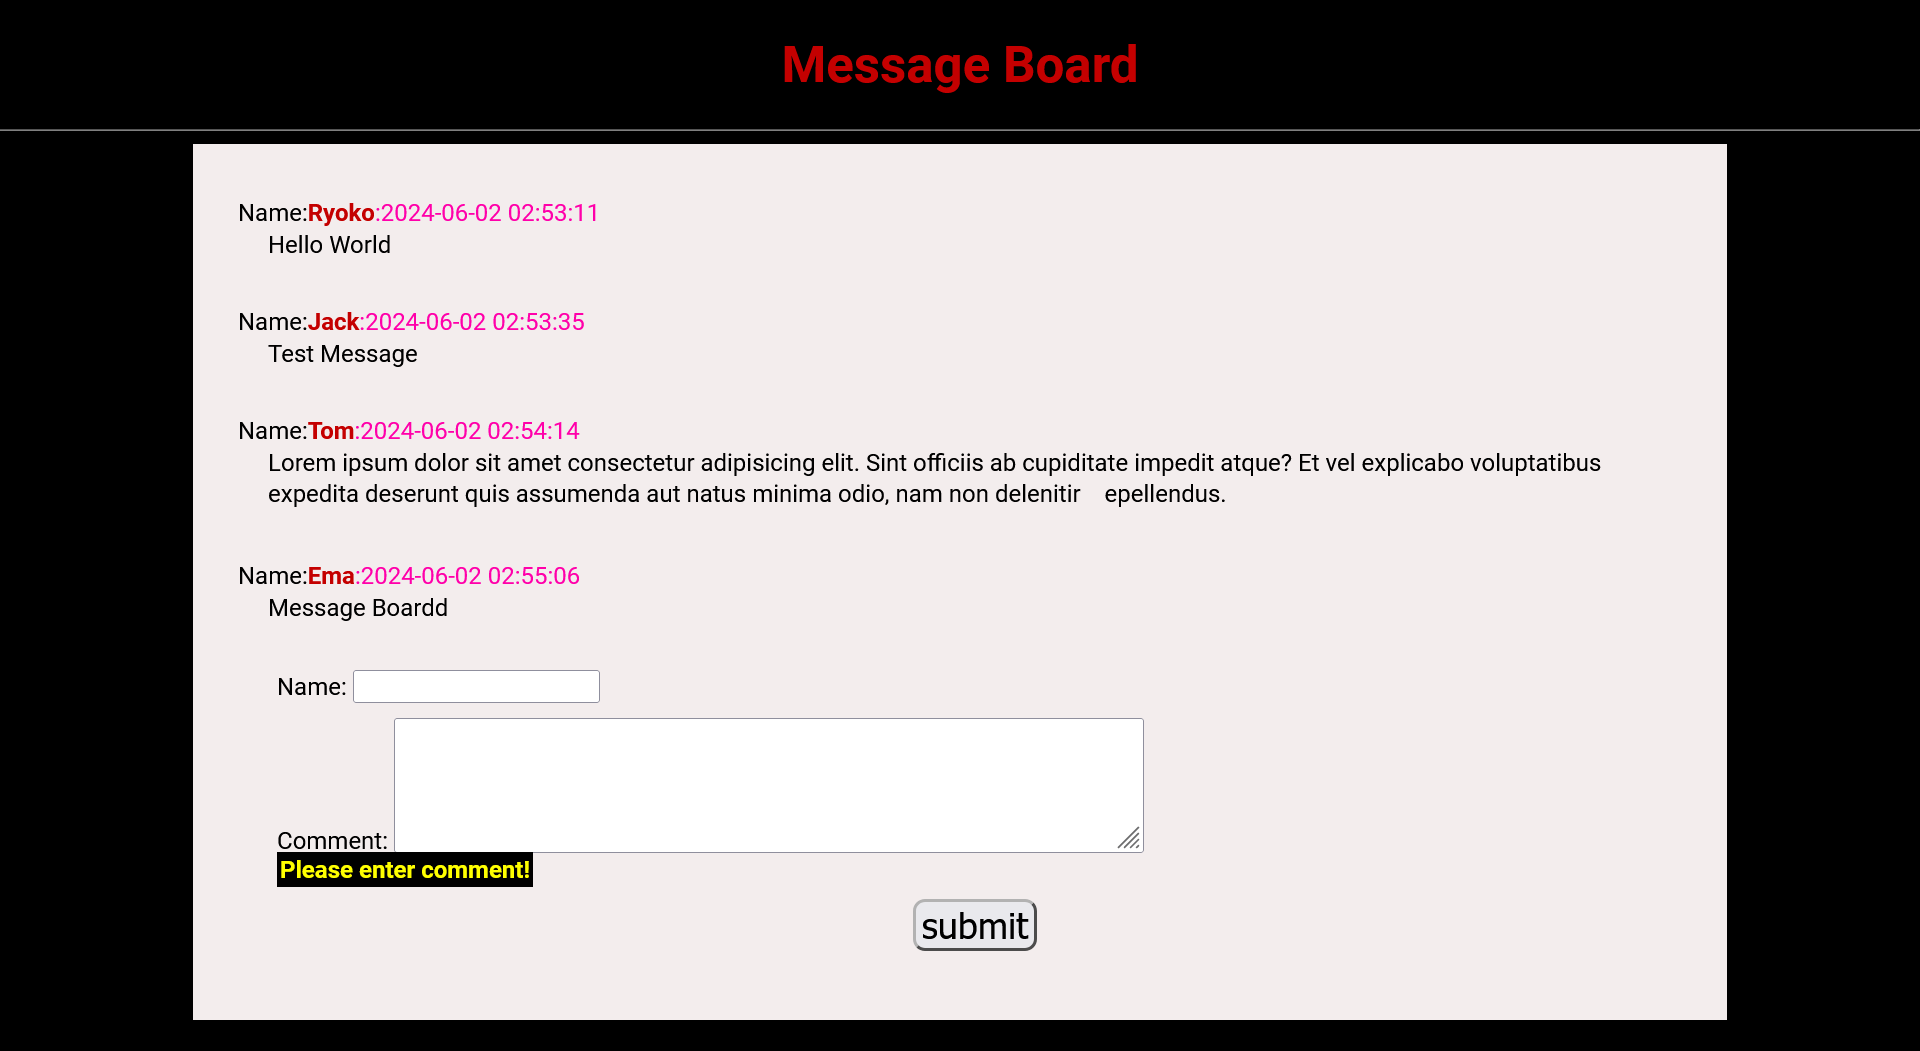 Message Board
Name:Ryoko:2024-06-02 02:53:11
Hello World
Name:Jack:2024-06-02 02:53:35
Test Message
Name:Tom:2024-06-02 02:54:14
Lorem ipsum dolor sit amet consectetur adipisicing elit. Sint officiis ab cupiditate impedit atque? Et vel explicabo voluptatibus
expedita deserunt quis assumenda aut natus minima odio, nam non delenitir    epellendus.
Name:Ema:2024-06-02 02:55:06
Message Boardd
Name:
Comment:
Please enter comment!
submit